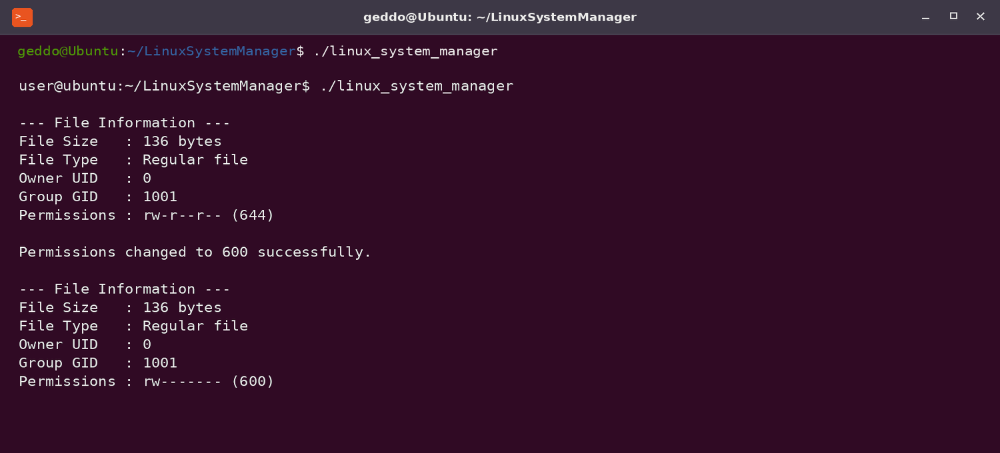 >_ geddo@Ubuntu: ~/LinuxSystemManager
geddo@Ubuntu:~/LinuxSystemManager$ ./linux_system_manager
user@ubuntu:~/LinuxSystemManager$ ./linux_system_manager
--- File Information ---
File Size   : 136 bytes
File Type   : Regular file
Owner UID   : 0
Group GID   : 1001
Permissions : rw-r--r-- (644)
Permissions changed to 600 successfully.
--- File Information ---
File Size   : 136 bytes
File Type   : Regular file
Owner UID   : 0
Group GID   : 1001
Permissions : rw------- (600)